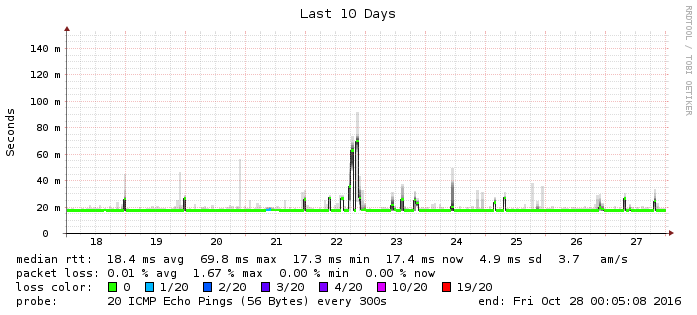 Last 10 Days
RRDTOOL / TOBI OETIKER
Seconds
140 m
120 m
100 m
80 m
60 m
40 m
20 m
0
18 19 20 21 22 23 24 25 26 27
median rtt: 18.4 ms avg 69.8 ms max 17.3 ms min 17.4 ms now 4.9 ms sd 3.7 am/s
packet loss: 0.01 % avg 1.67 % max 0.00 % min 0.00 % now
loss color: 0 1/20 2/20 3/20 4/20 10/20 19/20
probe: 20 ICMP Echo Pings (56 Bytes) every 300s end: Fri Oct 28 00:05:08 2016